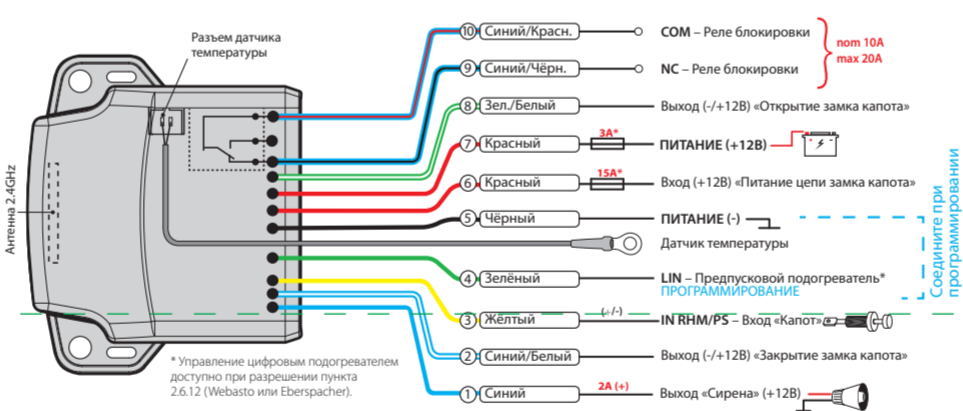 Разъем датчика
температуры
Антенна 2.4GHz
10 Синий/Красн. COM – Реле блокировки
nom 10A
max 20A
9 Синий/Чёрн. NC – Реле блокировки
8 Зел./Белый Выход (-/+12В) «Открытие замка капота»
7 Красный 3A* ПИТАНИЕ (+12В)
6 Красный 15A* Вход (+12В) «Питание цепи замка капота»
5 Чёрный ПИТАНИЕ (-)
Датчик температуры
4 Зелёный LIN – Предпусковой подогреватель*
ПРОГРАММИРОВАНИЕ
Соедините при
программировании
3 Жёлтый (+/-) IN RHM/PS – Вход «Капот»
2 Синий/Белый Выход (-/+12В) «Закрытие замка капота»
1 Синий 2A (+) Выход «Сирена» (+12В)
* Управление цифровым подогревателем
доступно при разрешении пункта
2.6.12 (Webasto или Eberspacher).